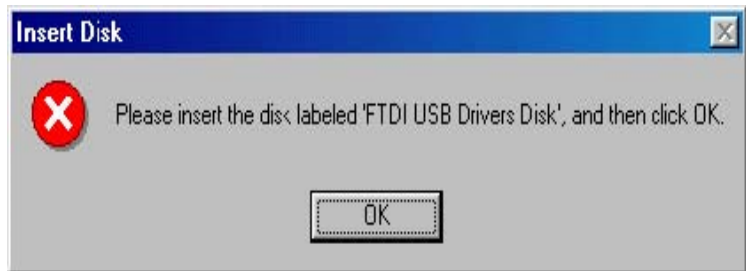 Insert Disk
Please insert the disk labeled 'FTDI USB Drivers Disk', and then click OK.
OK